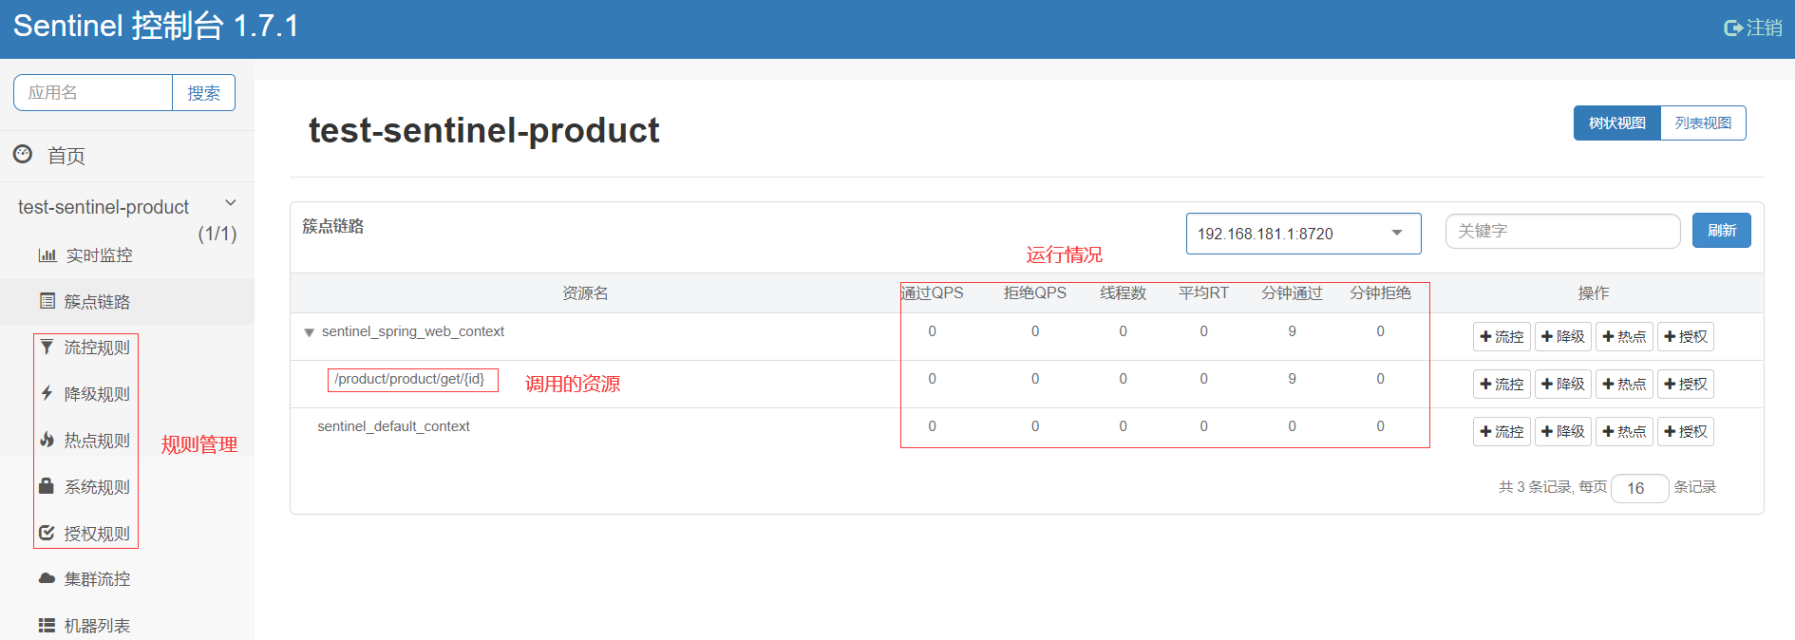 Sentinel 控制台 1.7.1
注销
应用名
搜索
首页
test-sentinel-product
(1/1)
实时监控
簇点链路
流控规则
降级规则
热点规则
规则管理
系统规则
授权规则
集群流控
机器列表
test-sentinel-product
树状视图
列表视图
簇点链路
192.168.181.1:8720
关键字
刷新
运行情况
资源名 通过QPS 拒绝QPS 线程数 平均RT 分钟通过 分钟拒绝 操作
sentinel_spring_web_context 0 0 0 0 9 0 流控 降级 热点 授权
/product/product/get/{id} 调用的资源 0 0 0 0 9 0 流控 降级 热点 授权
sentinel_default_context 0 0 0 0 0 0 流控 降级 热点 授权
共 3 条记录, 每页 16 条记录